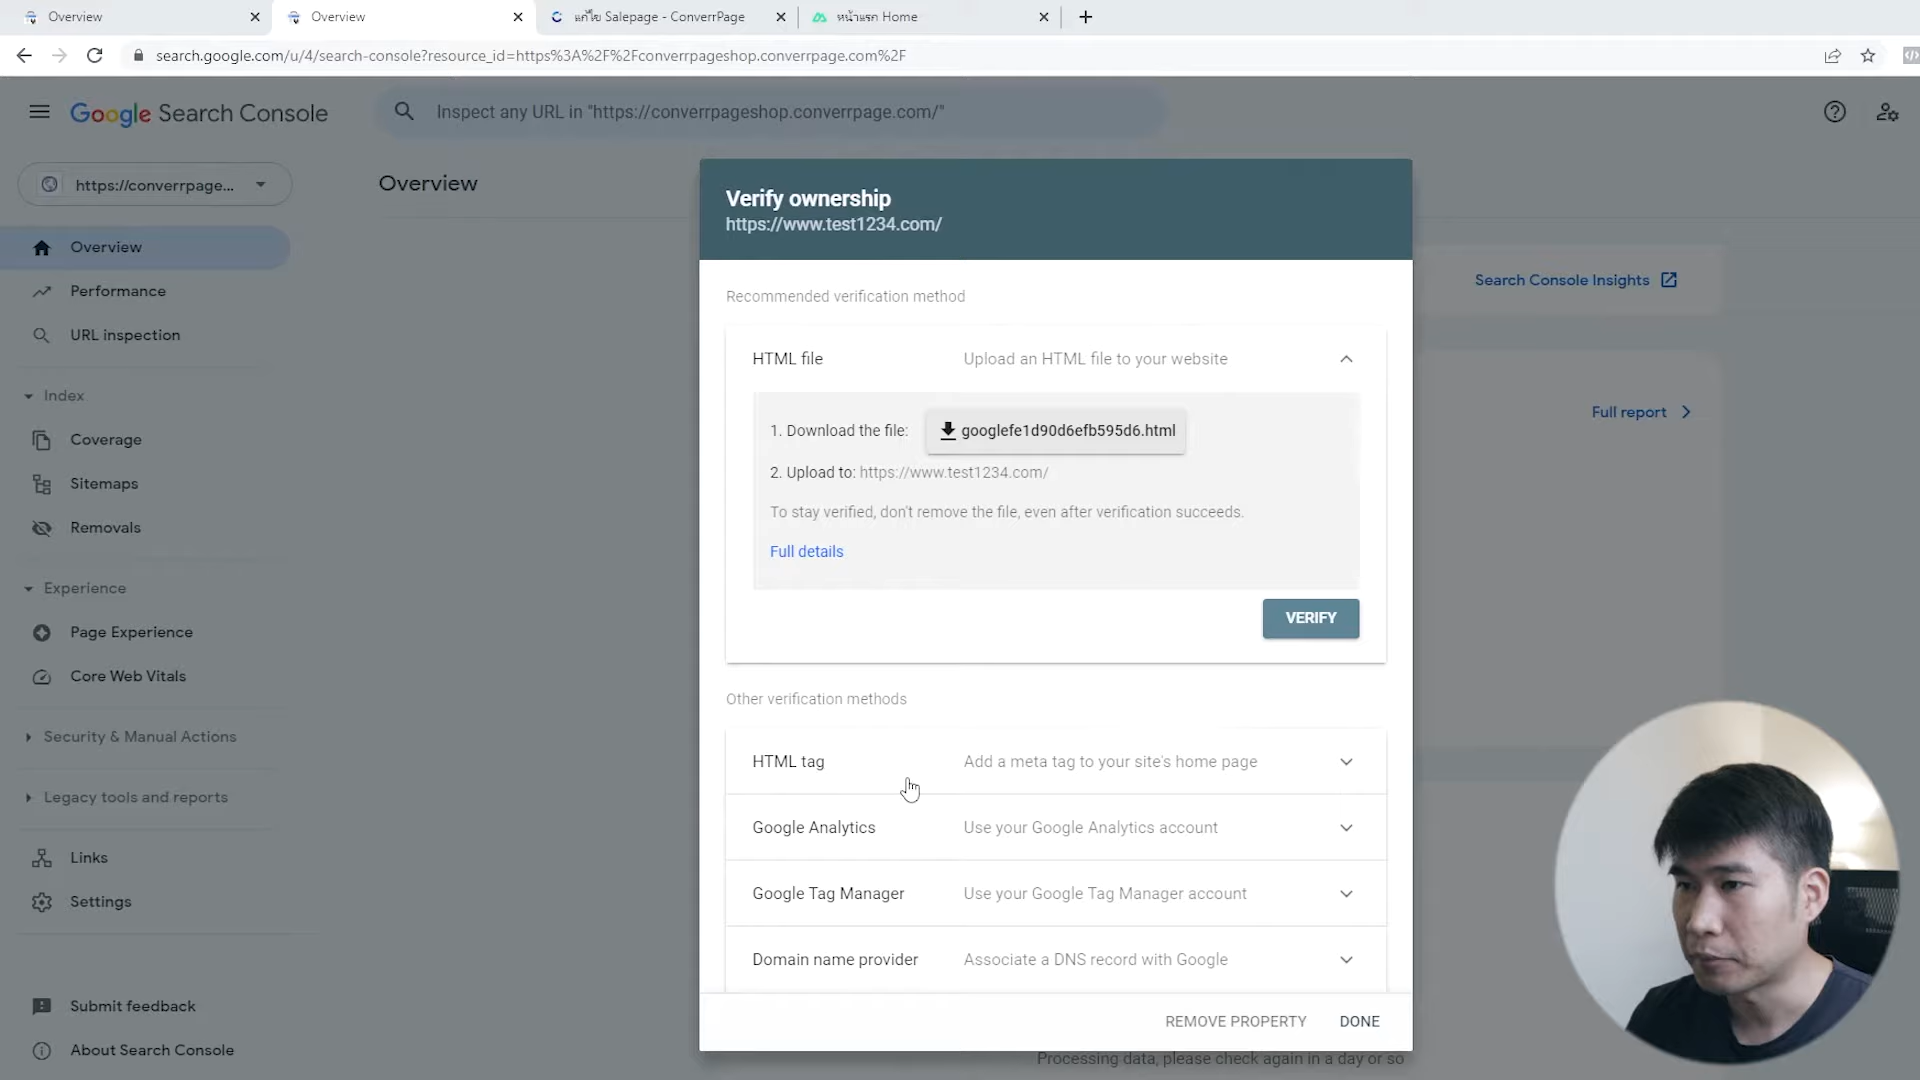 Overview
Overview
แก้ไข Salepage - ConverrPage
หน้าแรก Home
search.google.com/u/4/search-console?resource_id=https%3A%2F%2Fconverrpageshop.converrpage.com%2F
Google Search Console
Inspect any URL in "https://converrpageshop.converrpage.com/"
https://converrpage...
Overview
Overview
Performance
URL inspection
Index
Coverage
Sitemaps
Removals
Experience
Page Experience
Core Web Vitals
Security & Manual Actions
Legacy tools and reports
Links
Settings
Submit feedback
About Search Console
Search Console Insights
Full report
Verify ownership
https://www.test1234.com/
Recommended verification method
HTML file Upload an HTML file to your website
1. Download the file: googlefe1d90d6efb595d6.html
2. Upload to: https://www.test1234.com/
To stay verified, don't remove the file, even after verification succeeds.
Full details
VERIFY
Other verification methods
HTML tag Add a meta tag to your site's home page
Google Analytics Use your Google Analytics account
Google Tag Manager Use your Google Tag Manager account
Domain name provider Associate a DNS record with Google
REMOVE PROPERTY DONE
Processing data, please check again in a day or so